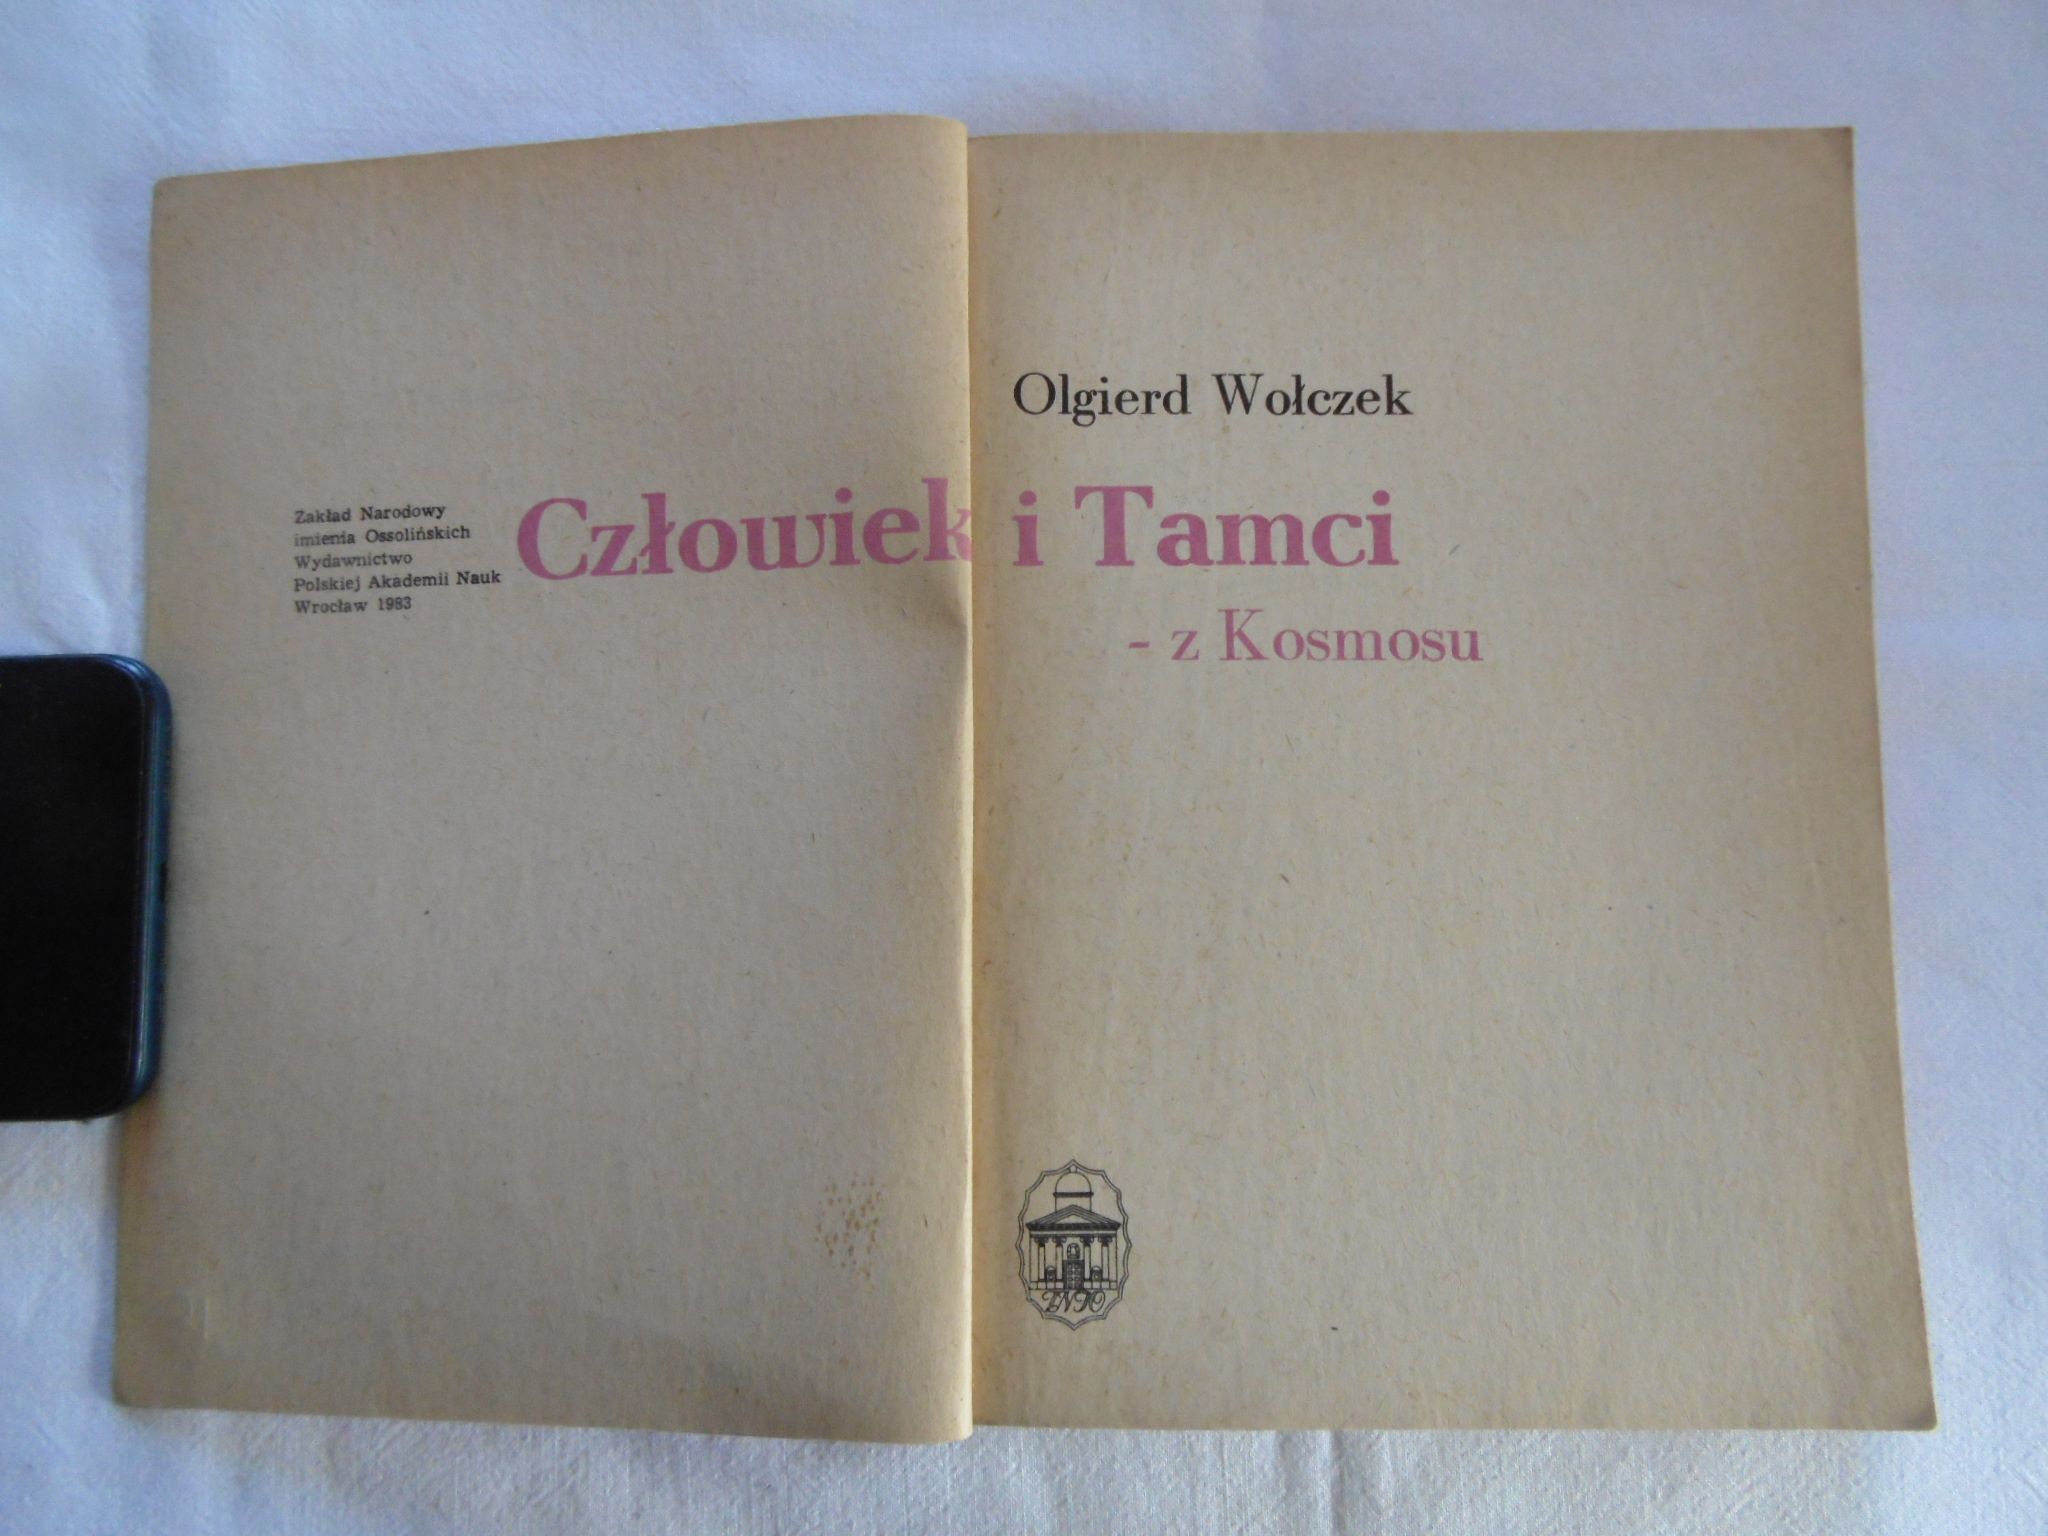 Zakład Narodowy
imienia Ossolińskich
Wydawnictwo
Polskiej Akademii Nauk
Wrocław 1983
Olgierd Wołczek
Człowiek i Tamci
- z Kosmosu
ZNIO